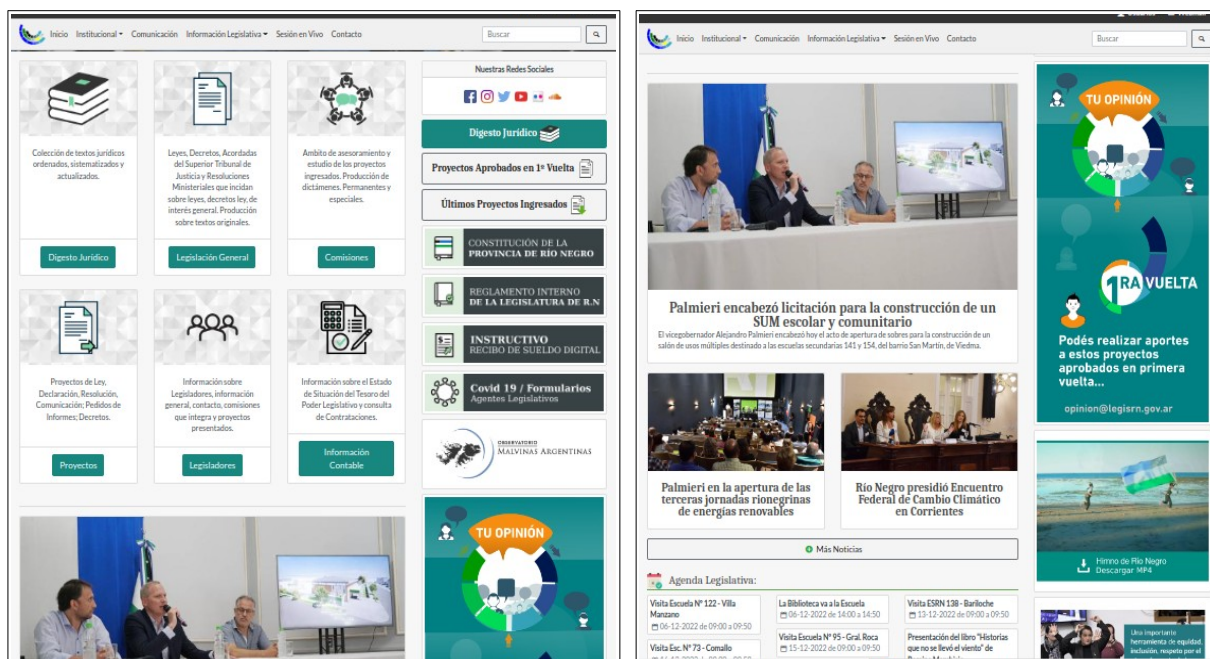 Inicio Institucional Comunicación Información Legislativa Sesión en Vivo Contacto
Buscar
Colección de textos jurídicos
ordenados, sistematizados y
actualizados.
Digesto Jurídico
Leyes, Decretos, Acordadas
del Superior Tribunal de
Justicia y Resoluciones
Ministeriales que incidan
sobre leyes, decretos ley, de
interés general. Producción
sobre textos originales.
Legislación General
Ambito de asesoramiento y
estudio de los proyectos
ingresados. Producción de
dictámenes. Permanentes y
especiales.
Comisiones
Proyectos de Ley,
Declaración, Resolución,
Comunicación; Pedidos de
Informes; Decretos.
Proyectos
Información sobre
Legisladores, información
general, contacto, comisiones
que integra y proyectos
presentados.
Legisladores
Información sobre el Estado
de Situación del Tesoro del
Poder Legislativo y consulta
de Contrataciones.
Información
Contable
Nuestras Redes Sociales
Digesto Jurídico
Proyectos Aprobados en 1º Vuelta
Últimos Proyectos Ingresados
CONSTITUCIÓN DE LA
PROVINCIA DE RÍO NEGRO
REGLAMENTO INTERNO
DE LA LEGISLATURA DE R.N
INSTRUCTIVO
RECIBO DE SUELDO DIGITAL
Covid 19 / Formularios
Agentes Legislativos
OBSERVATORIO
MALVINAS ARGENTINAS
TU OPINIÓN
Inicio Institucional Comunicación Información Legislativa Sesión en Vivo Contacto
Buscar
Palmieri encabezó licitación para la construcción de un
SUM escolar y comunitario
El vicegobernador Alejandro Palmieri encabezó hoy el acto de apertura de sobres para la construcción de un
salón de usos múltiples destinado a las escuelas secundarias 141 y 154, del barrio San Martín, de Viedma.
Palmieri en la apertura de las
terceras jornadas rionegrinas
de energías renovables
Río Negro presidió Encuentro
Federal de Cambio Climático
en Corrientes
Más Noticias
Agenda Legislativa:
Visita Escuela Nº 122 - Villa
Manzano
06-12-2022 de 09:00 a 09:50
Visita Esc. Nº 73 - Comallo
La Biblioteca va a la Escuela
06-12-2022 de 14:00 a 14:50
Visita Escuela Nº 95 - Gral. Roca
15-12-2022 de 09:00 a 09:50
Visita ESRN 138 - Bariloche
13-12-2022 de 09:00 a 09:50
Presentación del libro "Historias
que no se llevó el viento" de
TU OPINIÓN
1RA VUELTA
Podés realizar aportes
a estos proyectos
aprobados en primera
vuelta...
opinion@legisrn.gov.ar
Himno de Río Negro
Descargar MP4
Una importante
herramienta de equidad,
inclusión, respeto por el